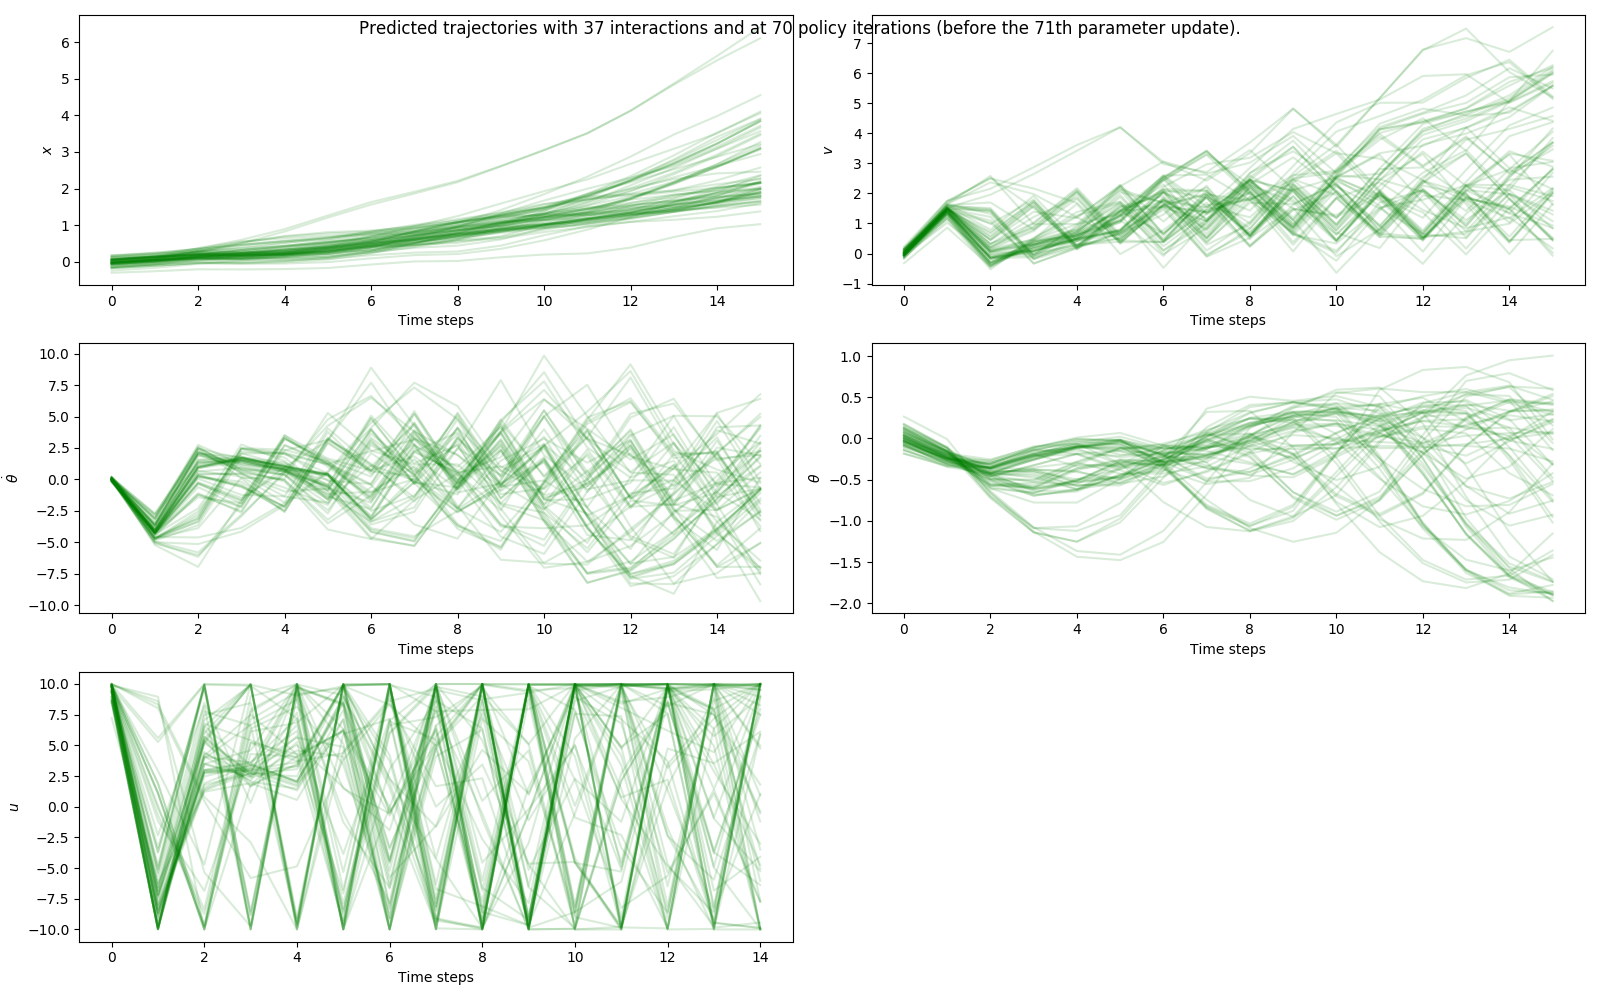 Predicted trajectories with 37 interactions and at 70 policy iterations (before the 71th parameter update).
6
5
4
3
2
1
0
x
0 2 4 6 8 10 12 14
Time steps
7
6
5
4
3
2
1
0
−1
v
0 2 4 6 8 10 12 14
Time steps
10.0
7.5
5.0
2.5
0.0
−2.5
−5.0
−7.5
−10.0
θ̇
0 2 4 6 8 10 12 14
Time steps
1.0
0.5
0.0
−0.5
−1.0
−1.5
−2.0
θ
0 2 4 6 8 10 12 14
Time steps
10.0
7.5
5.0
2.5
0.0
−2.5
−5.0
−7.5
−10.0
u
0 2 4 6 8 10 12 14
Time steps